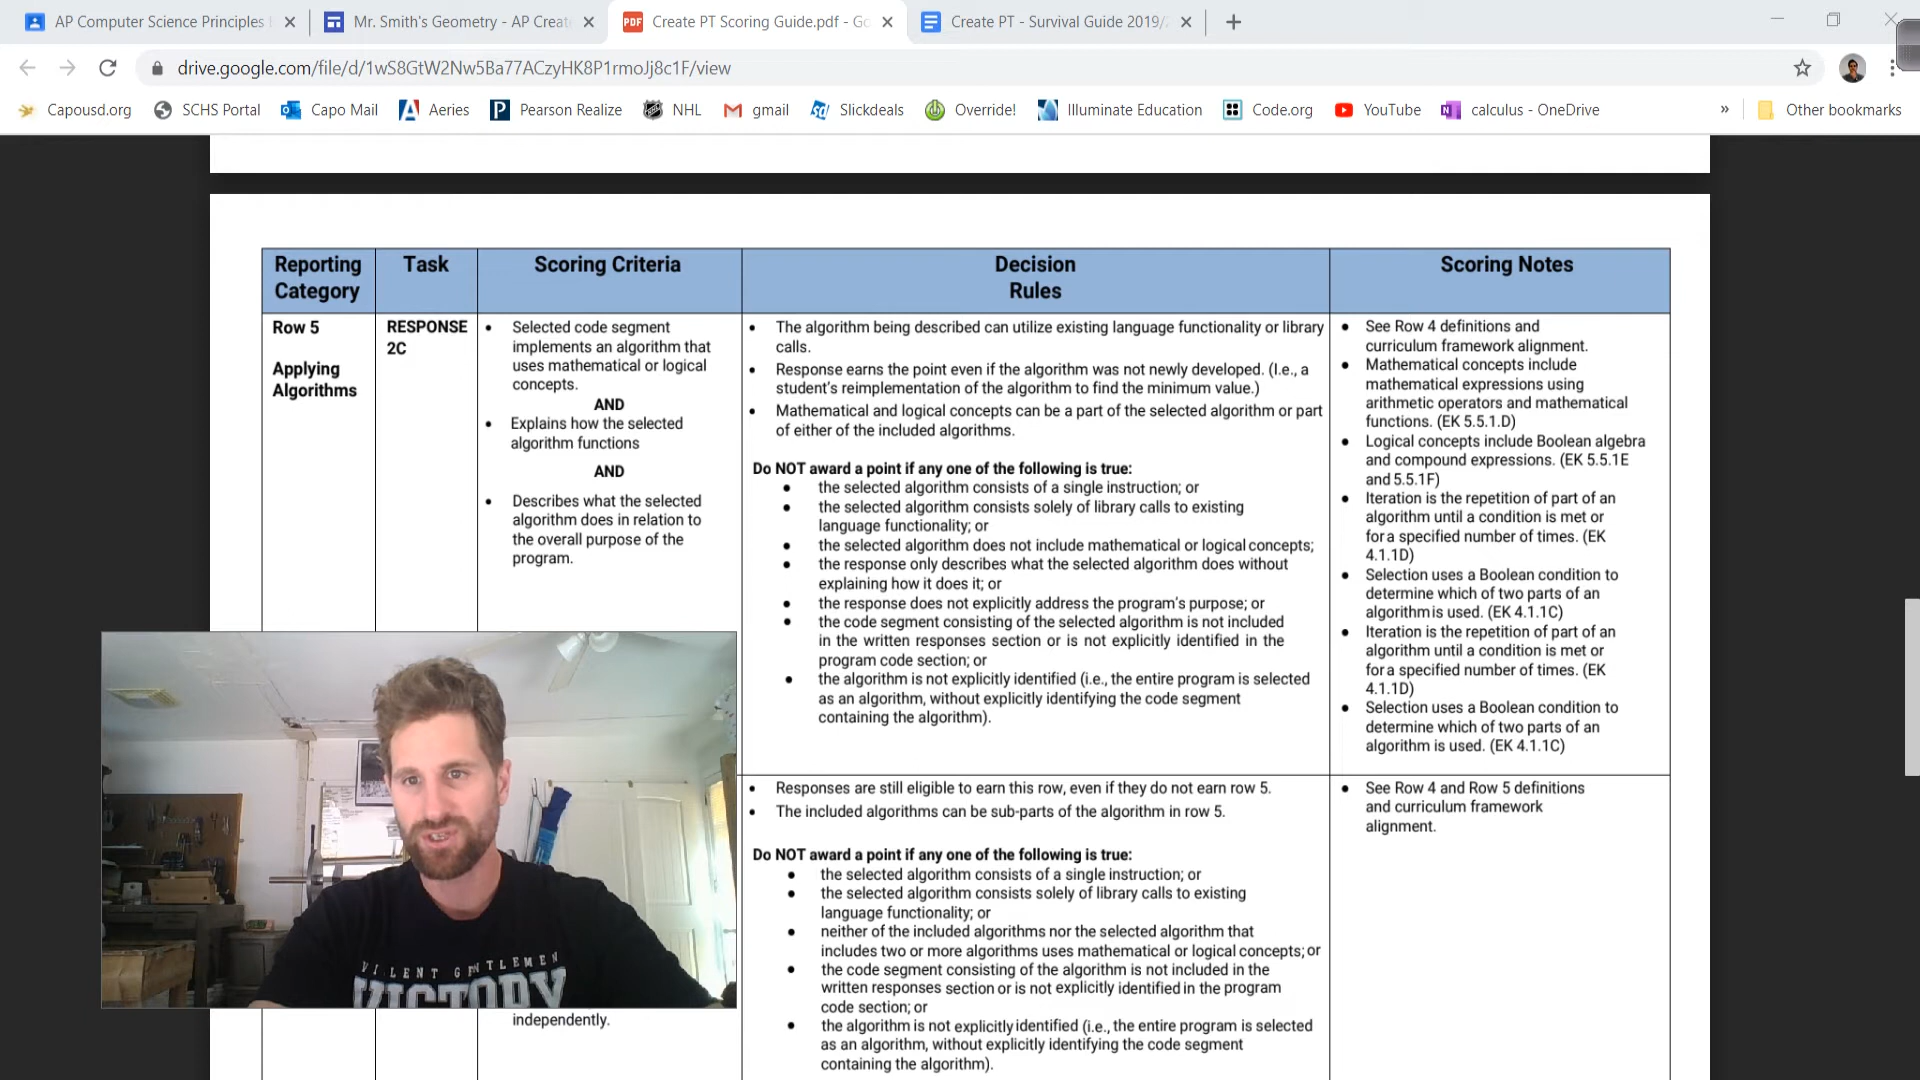 AP Computer Science Principles
Mr. Smith's Geometry - AP Create
Create PT Scoring Guide.pdf - Go
Create PT - Survival Guide 2019/2
drive.google.com/file/d/1wS8GtW2Nw5Ba77ACzyHK8P1rmoJj8c1F/view
Capousd.org
SCHS Portal
Capo Mail
Aeries
Pearson Realize
NHL
gmail
Slickdeals
Override!
Illuminate Education
Code.org
YouTube
calculus - OneDrive
»
Other bookmarks
Reporting
Category
Task
Scoring Criteria
Decision
Rules
Scoring Notes
Row 5
Applying
Algorithms
RESPONSE
2C
• Selected code segment
implements an algorithm that
uses mathematical or logical
concepts.
AND
• Explains how the selected
algorithm functions
AND
• Describes what the selected
algorithm does in relation to
the overall purpose of the
program.
• The algorithm being described can utilize existing language functionality or library
calls.
• Response earns the point even if the algorithm was not newly developed. (I.e., a
student's reimplementation of the algorithm to find the minimum value.)
• Mathematical and logical concepts can be a part of the selected algorithm or part
of either of the included algorithms.
Do NOT award a point if any one of the following is true:
• the selected algorithm consists of a single instruction; or
• the selected algorithm consists solely of library calls to existing
language functionality; or
• the selected algorithm does not include mathematical or logical concepts;
• the response only describes what the selected algorithm does without
explaining how it does it; or
• the response does not explicitly address the program's purpose; or
• the code segment consisting of the selected algorithm is not included
in the written responses section or is not explicitly identified in the
program code section; or
• the algorithm is not explicitly identified (i.e., the entire program is selected
as an algorithm, without explicitly identifying the code segment
containing the algorithm).
• See Row 4 definitions and
curriculum framework alignment.
• Mathematical concepts include
mathematical expressions using
arithmetic operators and mathematical
functions. (EK 5.5.1.D)
• Logical concepts include Boolean algebra
and compound expressions. (EK 5.5.1E
and 5.5.1F)
• Iteration is the repetition of part of an
algorithm until a condition is met or
for a specified number of times. (EK
4.1.1D)
• Selection uses a Boolean condition to
determine which of two parts of an
algorithm is used. (EK 4.1.1C)
• Iteration is the repetition of part of an
algorithm until a condition is met or
for a specified number of times. (EK
4.1.1D)
• Selection uses a Boolean condition to
determine which of two parts of an
algorithm is used. (EK 4.1.1C)
independently.
• Responses are still eligible to earn this row, even if they do not earn row 5.
• The included algorithms can be sub-parts of the algorithm in row 5.
Do NOT award a point if any one of the following is true:
• the selected algorithm consists of a single instruction; or
• the selected algorithm consists solely of library calls to existing
language functionality; or
• neither of the included algorithms nor the selected algorithm that
includes two or more algorithms uses mathematical or logical concepts; or
• the code segment consisting of the algorithm is not included in the
written responses section or is not explicitly identified in the program
code section; or
• the algorithm is not explicitly identified (i.e., the entire program is selected
as an algorithm, without explicitly identifying the code segment
containing the algorithm).
• See Row 4 and Row 5 definitions
and curriculum framework
alignment.
VIOLENT GENTLEMEN
VICTORY